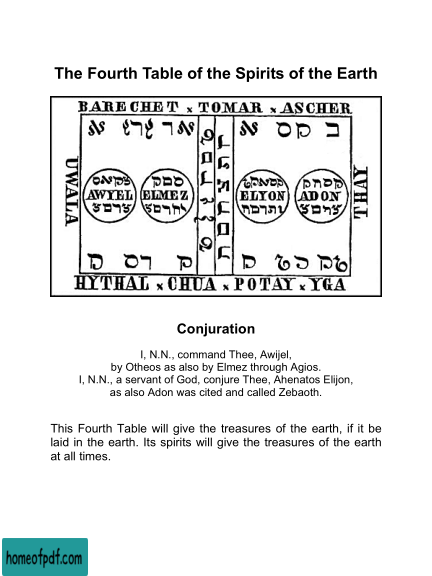 The Fourth Table of the Spirits of the Earth
BARECHET x TOMAR x ASCHER
UWALA
THAY
AWYEL
ELMEZ
ELYON
ADON
HYTHAL x CHUA x POTAY x YGA
Conjuration
I, N.N., command Thee, Awijel,
by Otheos as also by Elmez through Agios.
I, N.N., a servant of God, conjure Thee, Ahenatos Elijon,
as also Adon was cited and called Zebaoth.
This Fourth Table will give the treasures of the earth, if it be
laid in the earth. Its spirits will give the treasures of the earth
at all times.
homeofpdf.com